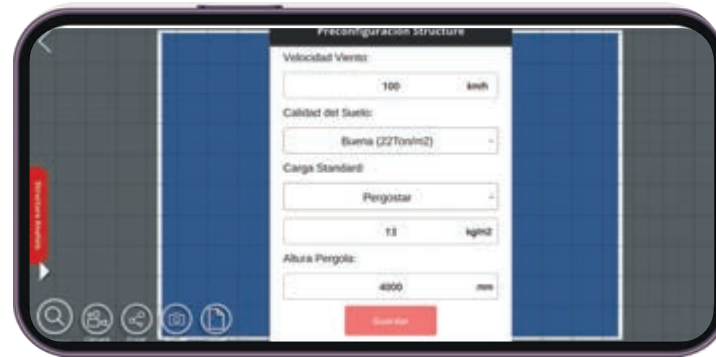 Preconfiguración Structure
Velocidad Viento:
100 km/h
Calidad del Suelo:
Buena (22Ton/m2)
Carga Standard:
Pergostar
13 kg/m2
Altura Pergola:
4000 mm
Guardar